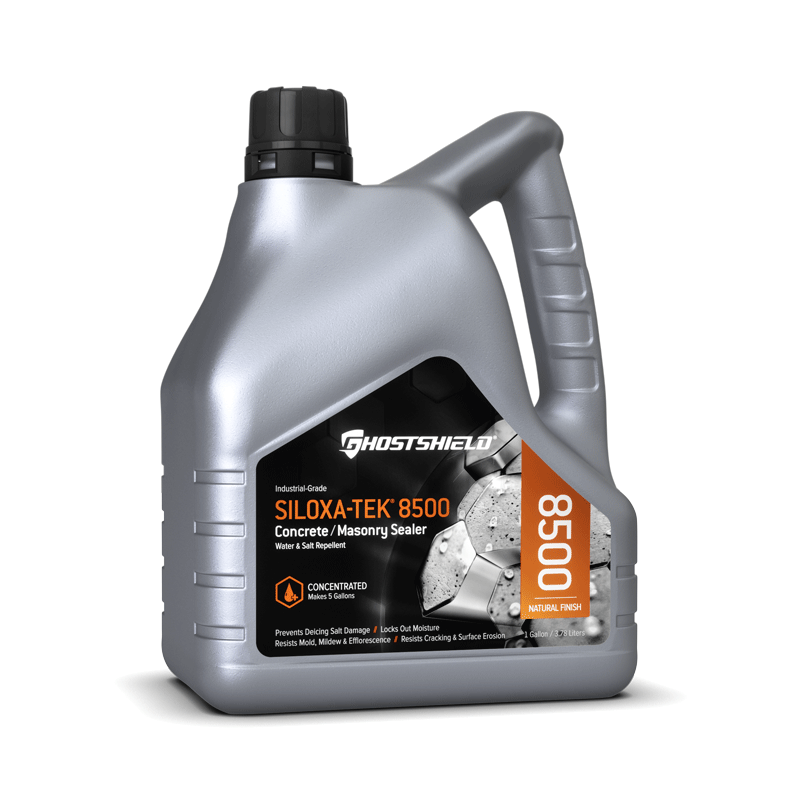 GHOSTSHIELD®
Industrial-Grade
SILOXA-TEK® 8500
Concrete / Masonry Sealer
Water & Salt Repellent
CONCENTRATED
Makes 5 Gallons
8500
NATURAL FINISH
Prevents Deicing Salt Damage // Locks Out Moisture
Resists Mold, Mildew & Efflorescence // Resists Cracking & Surface Erosion
1 Gallon / 3.78 Liters